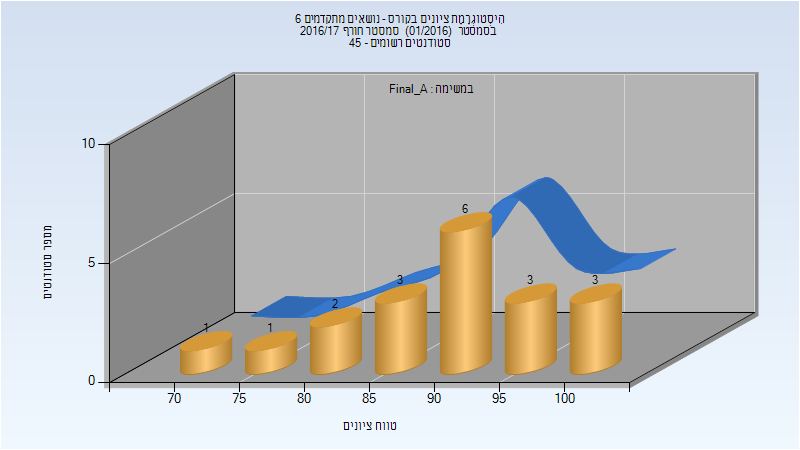 היסטוגרמת ציונים בקורס - נושאים מתקדמים 6
בסמסטר (01/2016) סמסטר חורף 2016/17
סטודנטים רשומים - 45
במשימה : Final_A
מספר סטודנטים
10
5
0
1
1
2
3
6
3
3
70
75
80
85
90
95
100
טווח ציונים